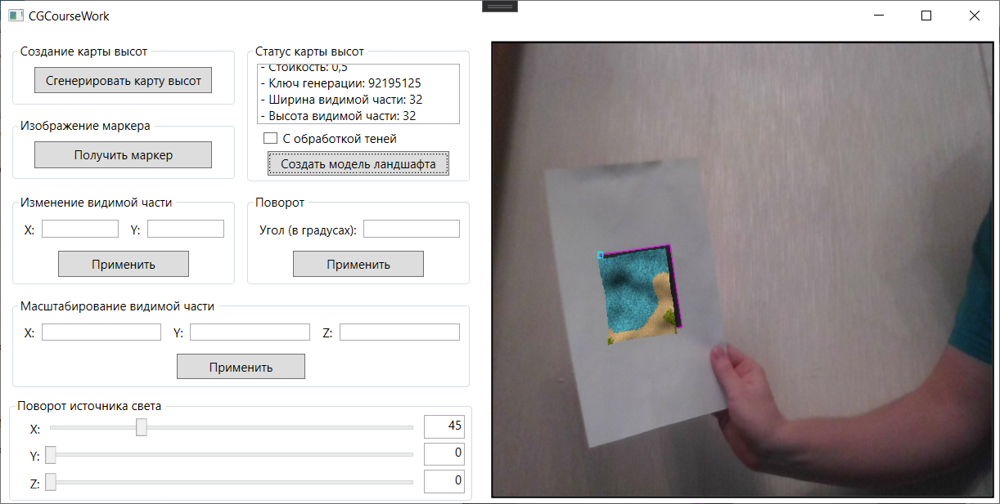 CGCourseWork
Создание карты высот
Сгенерировать карту высот
Статус карты высот
- Стойкость: 0,5
- Ключ генерации: 92195125
- Ширина видимой части: 32
- Высота видимой части: 32
С обработкой теней
Создать модель ландшафта
Изображение маркера
Получить маркер
Изменение видимой части
X: Y:
Применить
Поворот
Угол (в градусах):
Применить
Масштабирование видимой части
X: Y: Z:
Применить
Поворот источника света
X: 45
Y: 0
Z: 0